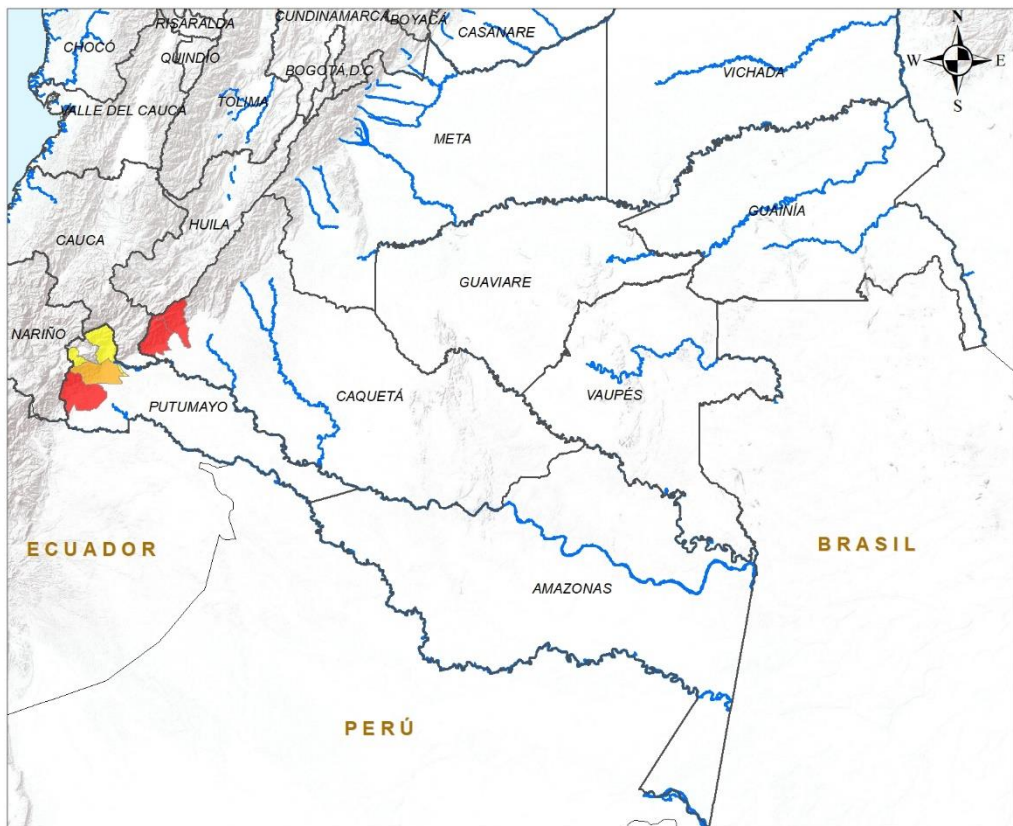 RISARALDA
CUNDINAMARCA
BOYACÁ
CASANARE
CHOCÓ
QUINDÍO
BOGOTÁ,D.C
VICHADA
N
W
E
S
VALLE DEL CAUCA
TOLIMA
META
GUAINÍA
HUILA
CAUCA
GUAVIARE
NARIÑO
PUTUMAYO
CAQUETÁ
VAUPÉS
ECUADOR
BRASIL
AMAZONAS
PERÚ